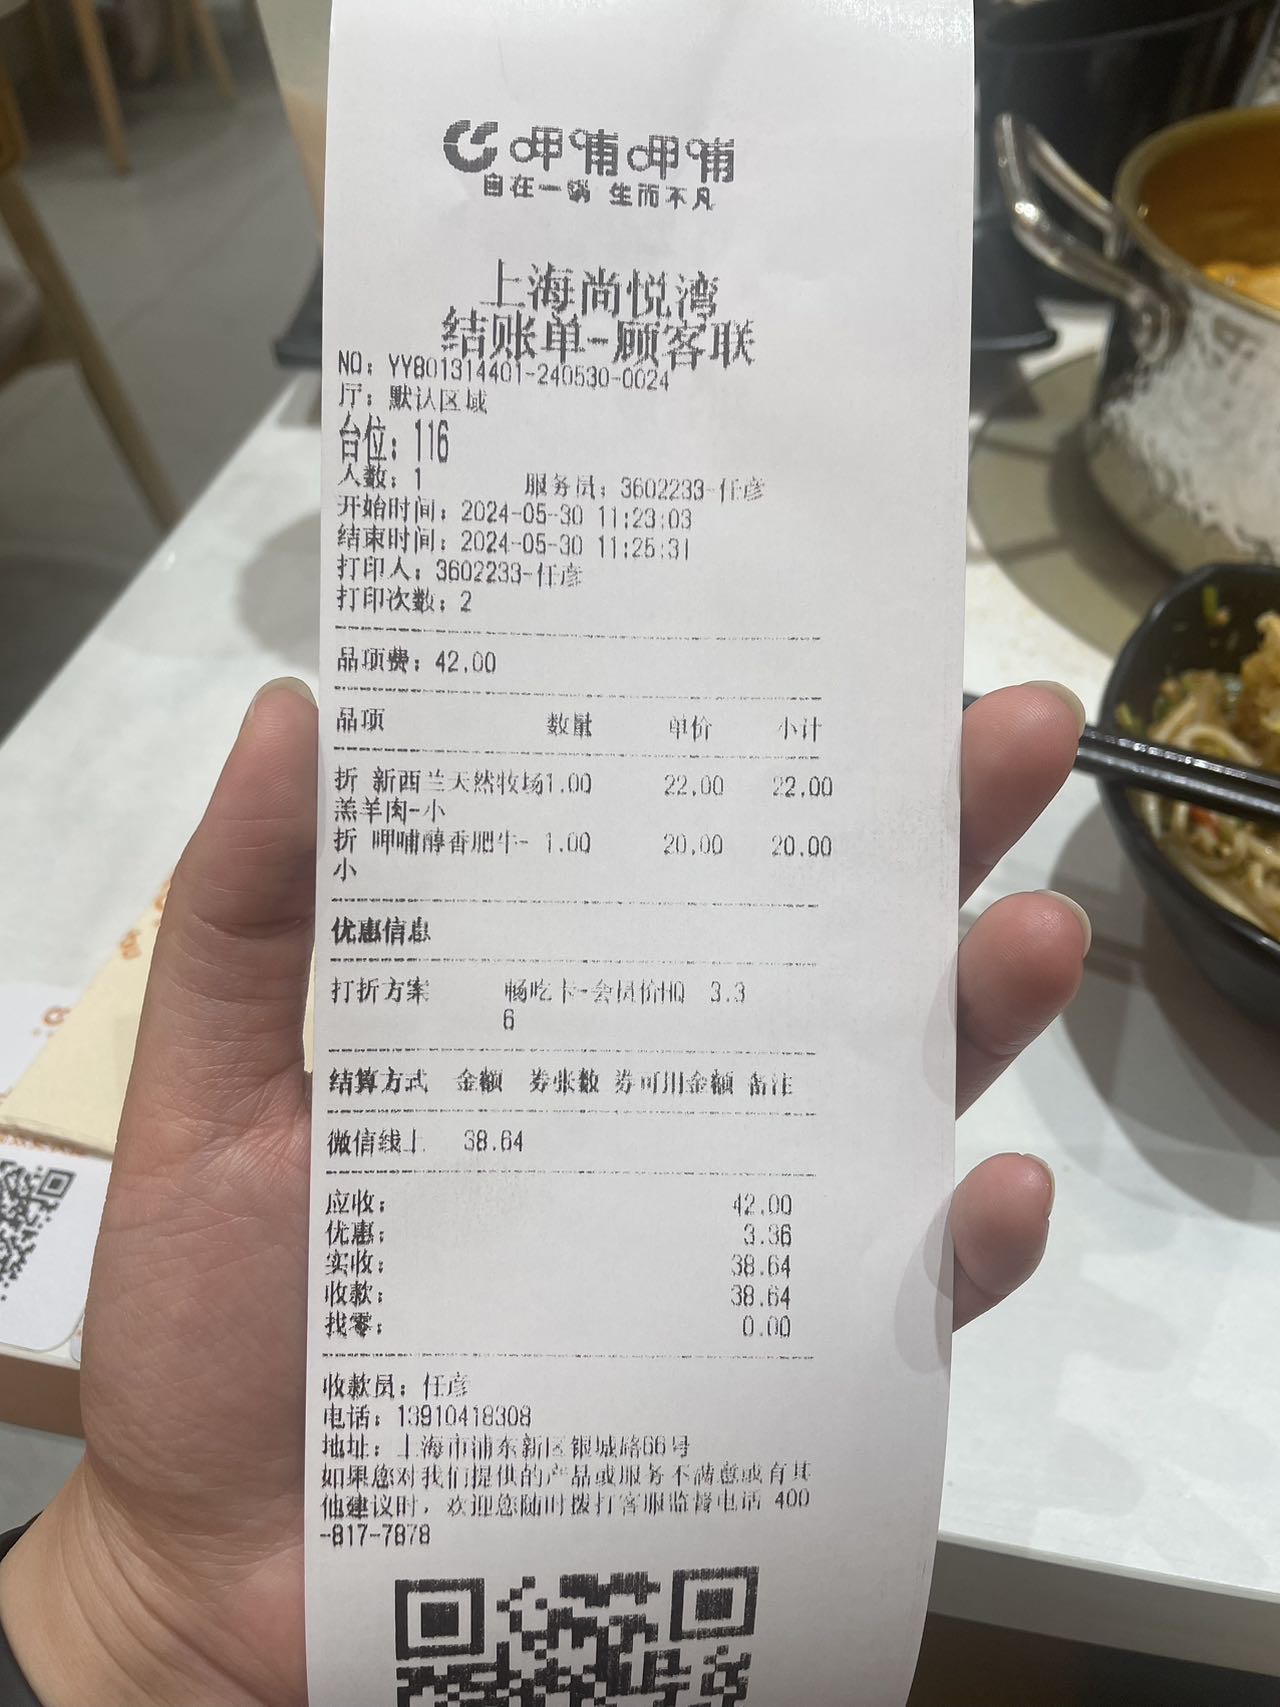 呷哺呷哺
自在一锅 生而不凡
上海尚悦湾
结账单-顾客联
NO: YY801314401-240530-0024
厅: 默认区域
台位: 116
人数: 1 服务员: 3602233-任彦
开始时间: 2024-05-30 11:23:03
结束时间: 2024-05-30 11:25:31
打印人: 3602233-任彦
打印次数: 2
品项费: 42.00
品项 数量 单价 小计
折 新西兰天然牧场1.00 22.00 22.00
羔羊肉-小
折 呷哺醇香肥牛- 1.00 20.00 20.00
小
优惠信息
打折方案 畅吃卡-会员价HQ 3.3
6
结算方式 金额 券张数 券可用金额 备注
微信线上 38.64
应收: 42.00
优惠: 3.36
实收: 38.64
收款: 38.64
找零: 0.00
收款员: 任彦
电话: 13910418308
地址: 上海市浦东新区银城路66号
如果您对我们提供的产品或服务不满意或有其
他建议时, 欢迎您随时拨打客服监督电话 400
-817-7878